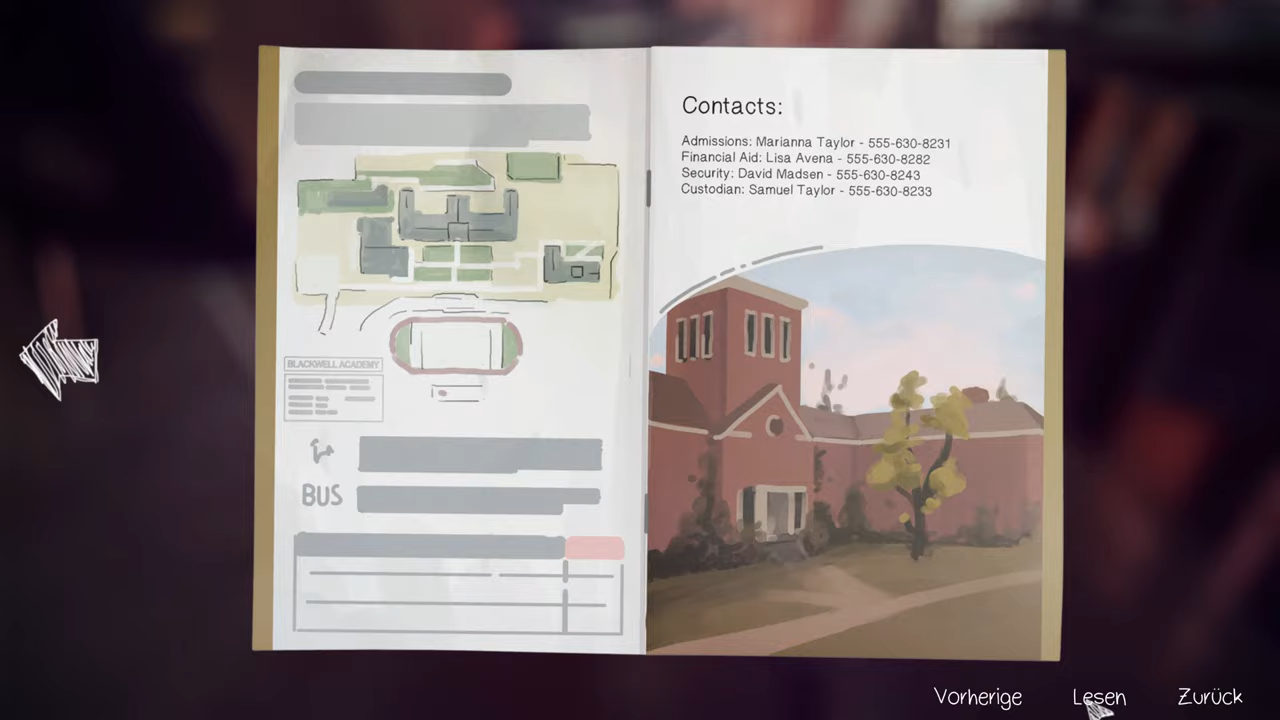 BLACKWELL ACADEMY
BUS
Contacts:
Admissions: Marianna Taylor - 555-630-8231
Financial Aid: Lisa Avena - 555-630-8282
Security: David Madsen - 555-630-8243
Custodian: Samuel Taylor - 555-630-8233
Vorherige
Lesen
Zurück